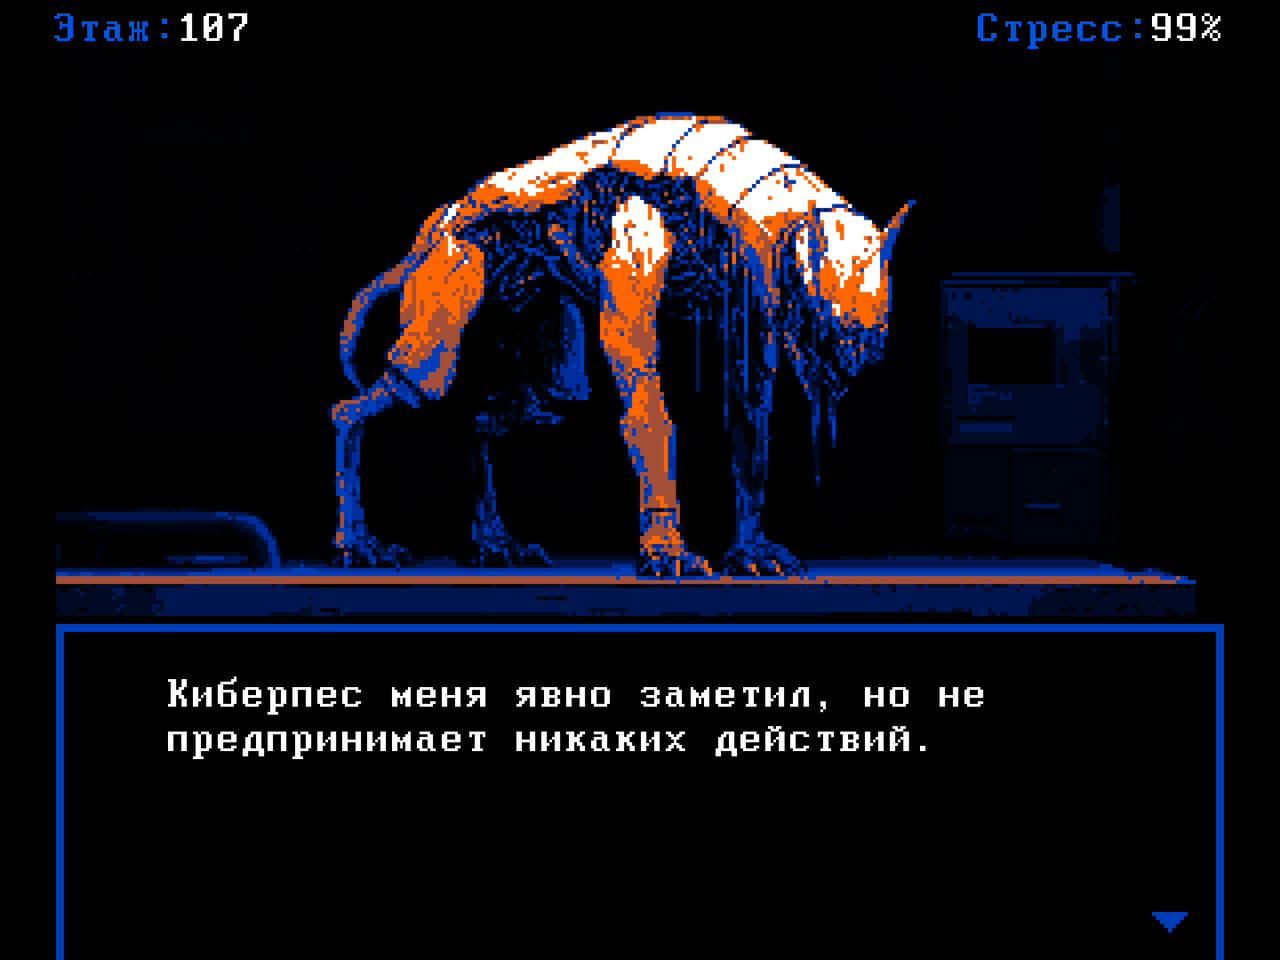 Этаж:107
Стресс:99%
Киберпес меня явно заметил, но не
предпринимает никаких действий.